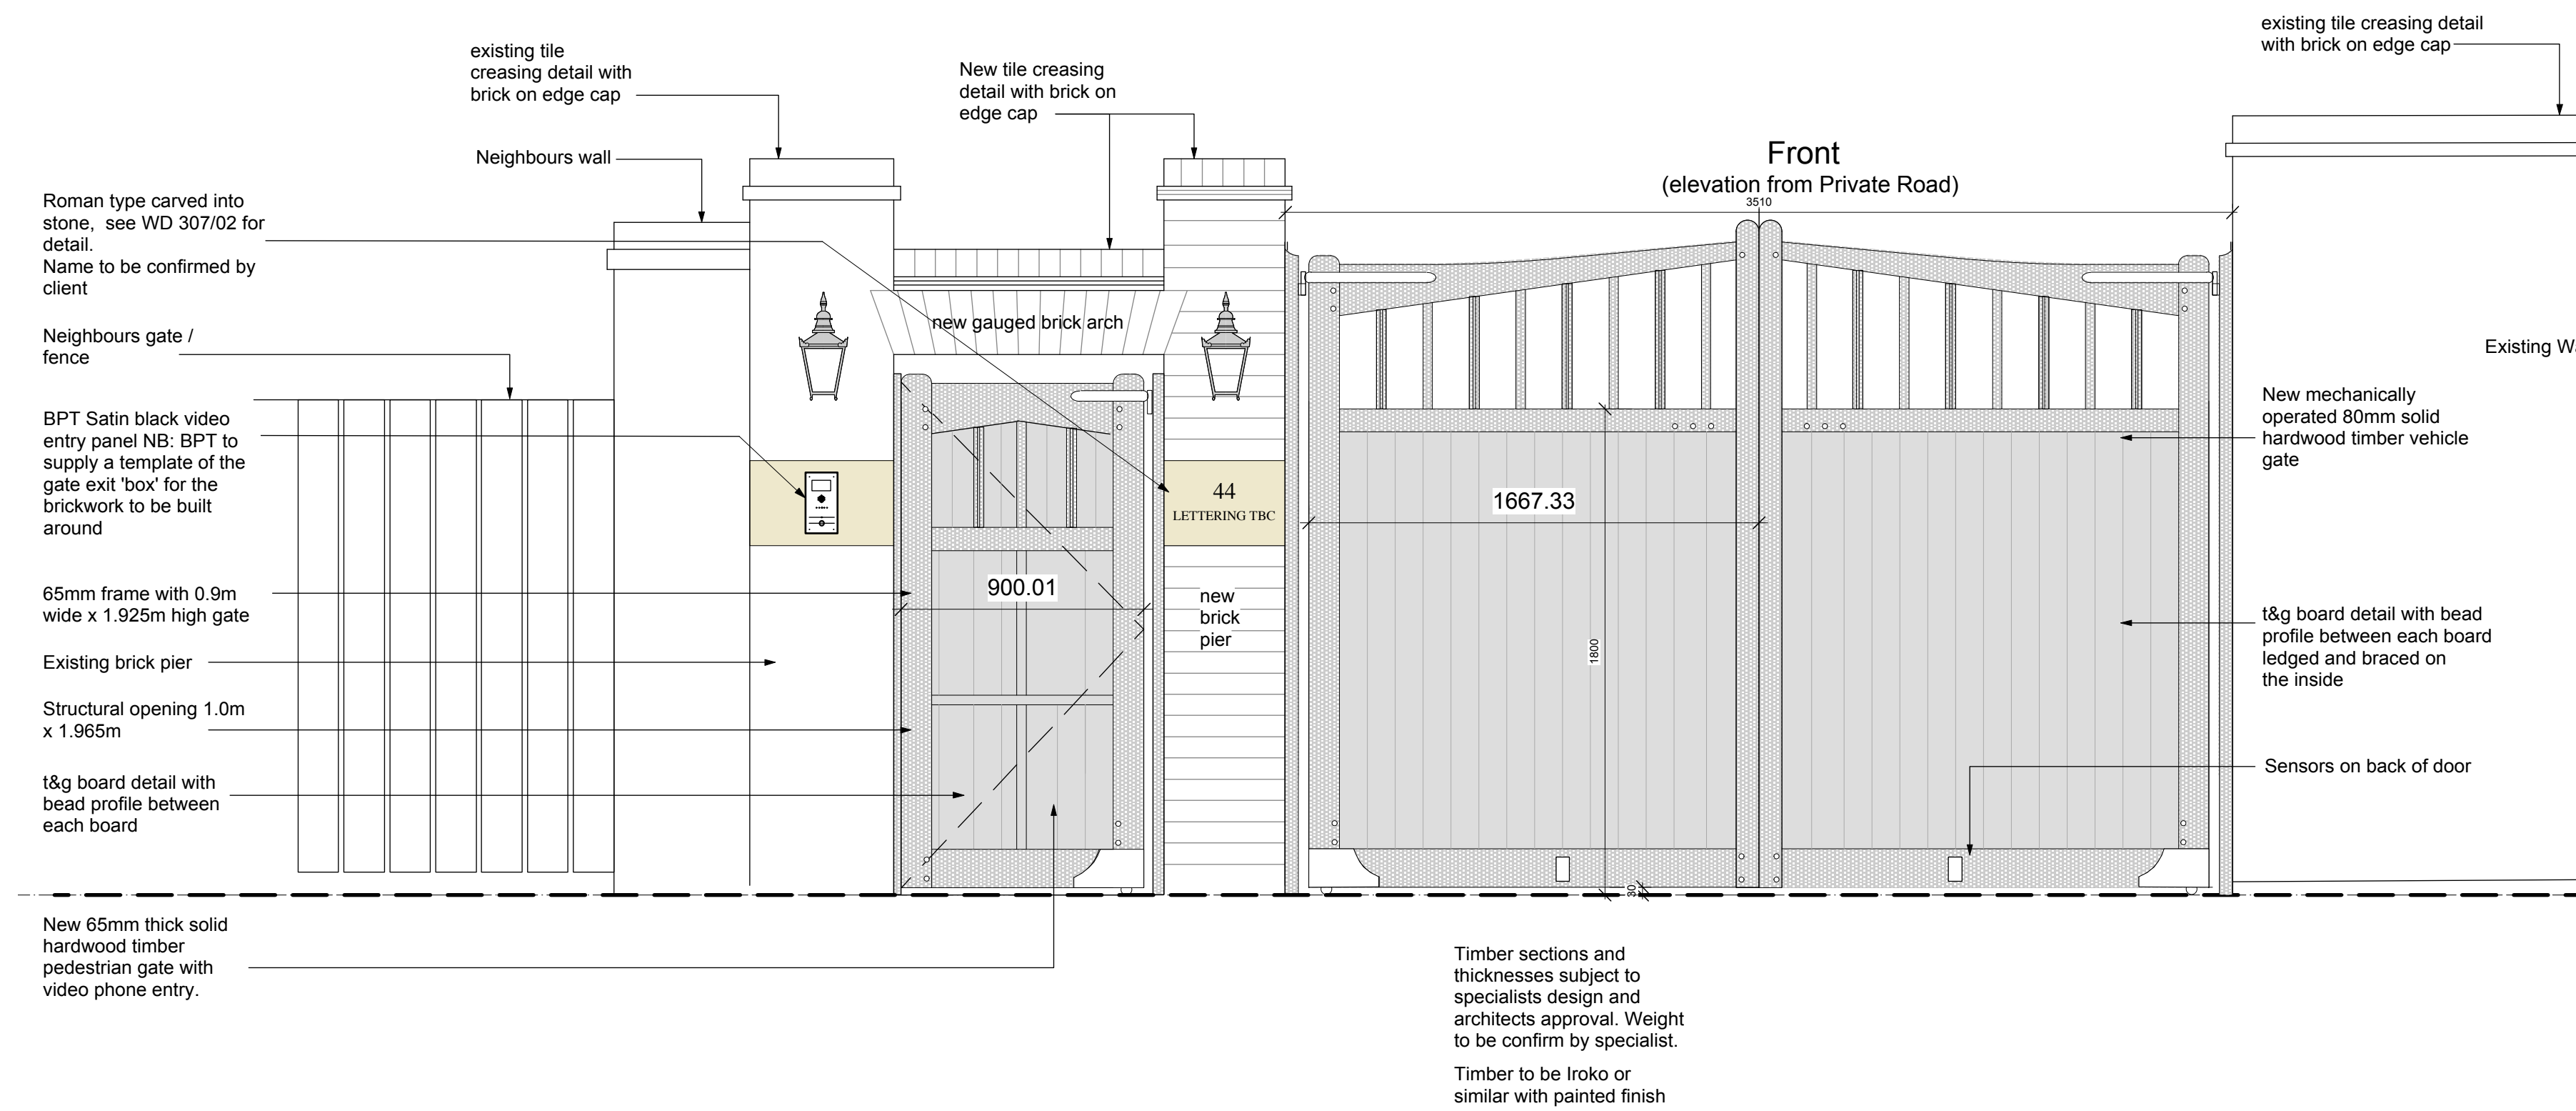 existing tile
creasing detail with
brick on edge cap
New tile creasing
detail with brick on
edge cap
existing tile creasing detail
with brick on edge cap
Neighbours wall
Front
(elevation from Private Road)
3510
Roman type carved into
stone, see WD 307/02 for
detail.
Name to be confirmed by
client
Neighbours gate /
fence
new gauged brick arch
Existing
BPT Satin black video
entry panel NB: BPT to
supply a template of the
gate exit 'box' for the
brickwork to be built
around
44
LETTERING TBC
1667.33
New mechanically
operated 80mm solid
hardwood timber vehicle
gate
65mm frame with 0.9m
wide x 1.925m high gate
900.01
new
brick
pier
1800
t&g board detail with bead
profile between each board
ledged and braced on
the inside
Existing brick pier
Structural opening 1.0m
x 1.965m
t&g board detail with
bead profile between
each board
Sensors on back of door
30
New 65mm thick solid
hardwood timber
pedestrian gate with
video phone entry.
Timber sections and
thicknesses subject to
specialists design and
architects approval. Weight
to be confirm by specialist.
Timber to be Iroko or
similar with painted finish